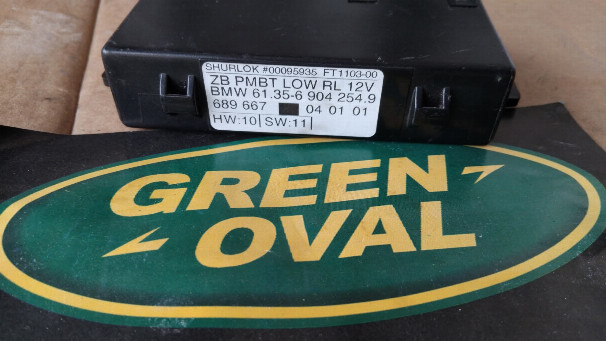 SHURLOK #00095935 FT1103-00
ZB PMBT LOW RL 12V
BMW 61.35-6 904 254.9
689 667 04 01 01
HW:10| SW:11|
GREEN
OVAL